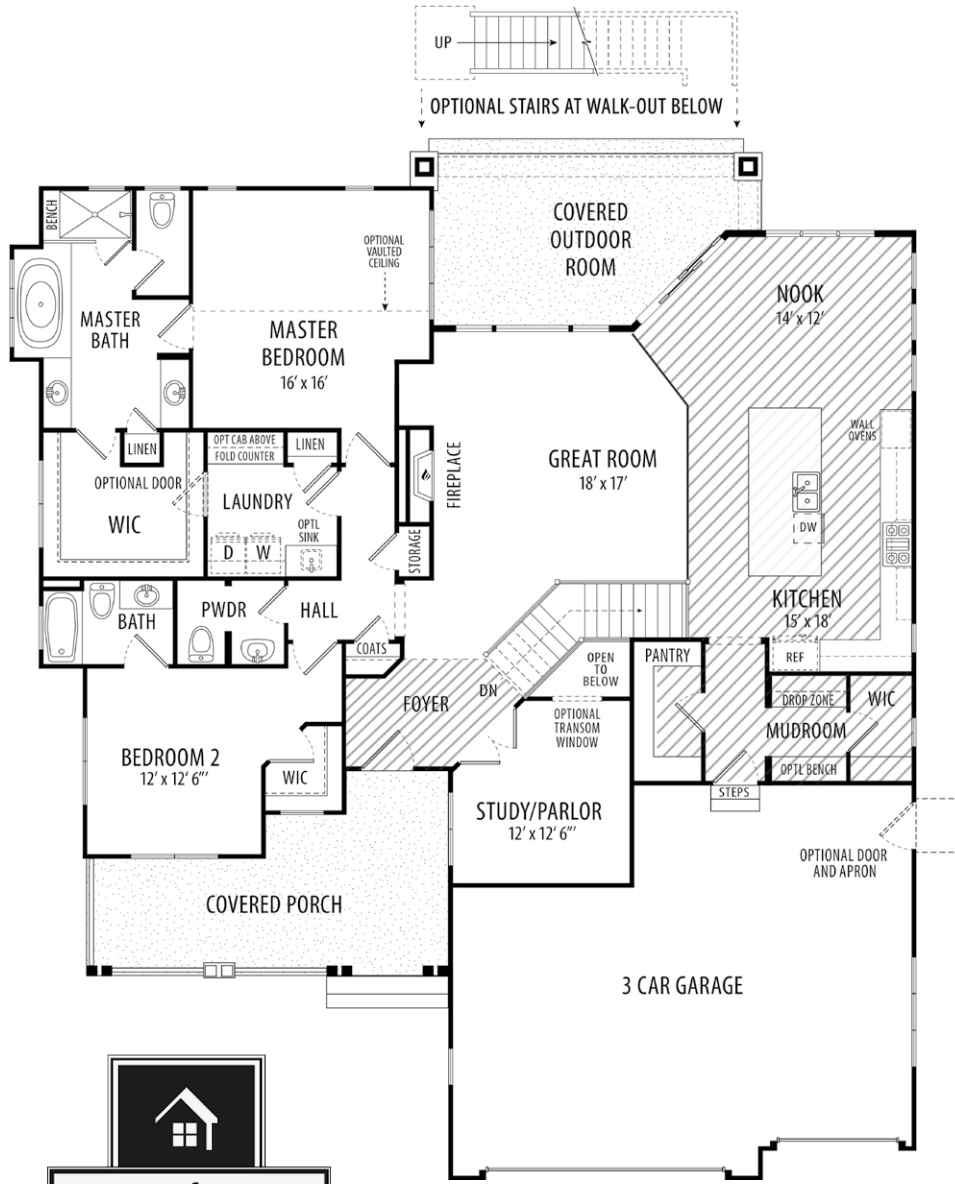 UP
OPTIONAL STAIRS AT WALK-OUT BELOW
COVERED
OUTDOOR
ROOM
BENCH
OPTIONAL
VAULTED
CEILING
NOOK
14' x 12'
MASTER
BATH
MASTER
BEDROOM
16' x 16'
WALL
OVENS
LINEN
OPT CAB ABOVE
FOLD COUNTER
LINEN
FIREPLACE
GREAT ROOM
18' x 17'
OPTIONAL DOOR
WIC
LAUNDRY
OPTL
SINK
D
W
STORAGE
DW
KITCHEN
15' x 18'
REF
BATH
PWDR
HALL
COATS
OPEN
TO
BELOW
PANTRY
FOYER
DN
DROP ZONE
WIC
MUDROOM
OPTL BENCH
OPTIONAL
TRANSOM
WINDOW
BEDROOM 2
12' x 12' 6"'
WIC
STEPS
STUDY/PARLOR
12' x 12' 6"'
OPTIONAL DOOR
AND APRON
COVERED PORCH
3 CAR GARAGE